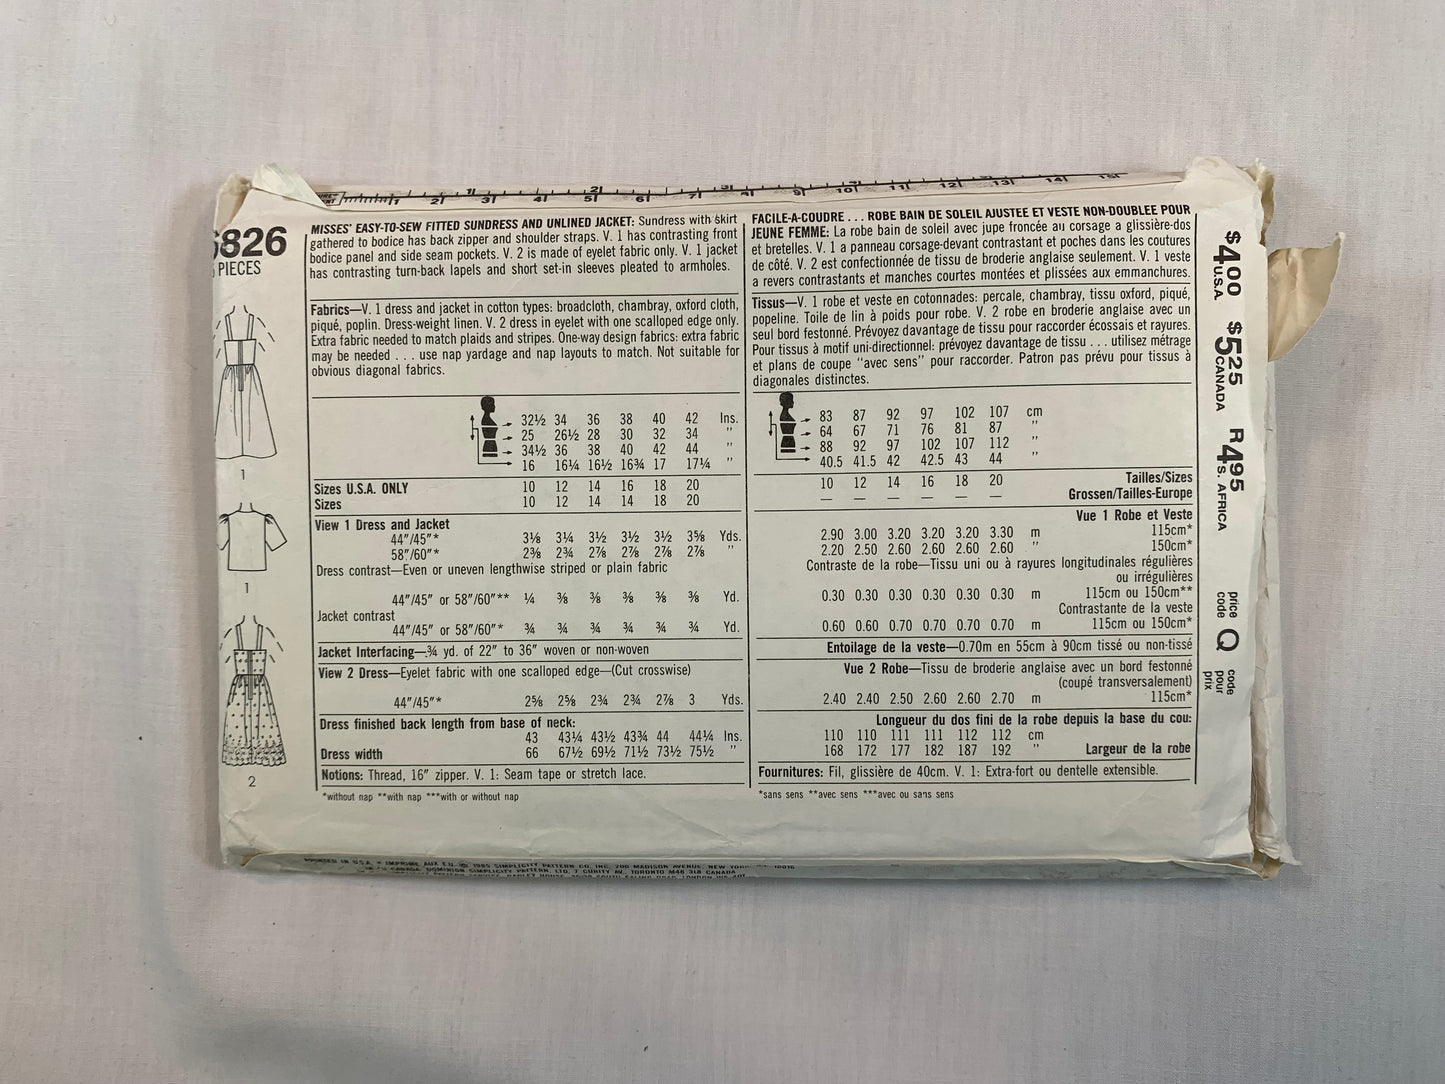 6826
PIECES
1
1
2
MISSES' EASY-TO-SEW FITTED SUNDRESS AND UNLINED JACKET: Sundress with skirt
gathered to bodice has back zipper and shoulder straps. V. 1 has contrasting front
bodice panel and side seam pockets. V. 2 is made of eyelet fabric only. V. 1 jacket
has contrasting turn-back lapels and short set-in sleeves pleated to armholes.
Fabrics—V. 1 dress and jacket in cotton types: broadcloth, chambray, oxford cloth,
piqué, poplin. Dress-weight linen. V. 2 dress in eyelet with one scalloped edge only.
Extra fabric needed to match plaids and stripes. One-way design fabrics: extra fabric
may be needed . . . use nap yardage and nap layouts to match. Not suitable for
obvious diagonal fabrics.
32½ 34 36 38 40 42 Ins.
25 26½ 28 30 32 34 "
34½ 36 38 40 42 44 "
16 16¼ 16½ 16¾ 17 17¼ "
Sizes U.S.A. ONLY 10 12 14 16 18 20
Sizes 10 12 14 14 18 20
View 1 Dress and Jacket
44"/45"* 3⅛ 3¼ 3½ 3½ 3½ 3⅝ Yds.
58"/60"* 2⅜ 2¾ 2⅞ 2⅞ 2⅞ 2⅞ "
Dress contrast—Even or uneven lengthwise striped or plain fabric
44"/45" or 58"/60"** ¼ ⅜ ⅜ ⅜ ⅜ ⅜ Yd.
Jacket contrast
44"/45" or 58"/60"* ¾ ¾ ¾ ¾ ¾ ¾ Yd.
Jacket Interfacing—¾ yd. of 22" to 36" woven or non-woven
View 2 Dress—Eyelet fabric with one scalloped edge—(Cut crosswise)
44"/45"* 2⅝ 2⅝ 2¾ 2¾ 2⅞ 3 Yds.
Dress finished back length from base of neck:
43 43¼ 43½ 43¾ 44 44¼ Ins.
Dress width 66 67½ 69½ 71½ 73½ 75½ "
Notions: Thread, 16" zipper. V. 1: Seam tape or stretch lace.
*without nap **with nap ***with or without nap
FACILE-A-COUDRE . . . ROBE BAIN DE SOLEIL AJUSTEE ET VESTE NON-DOUBLEE POUR
JEUNE FEMME: La robe bain de soleil avec jupe froncée au corsage a glissière-dos
et bretelles. V. 1 a panneau corsage-devant contrastant et poches dans les coutures
de côté. V. 2 est confectionnée de tissu de broderie anglaise seulement. V. 1 veste
a revers contrastants et manches courtes montées et plissées aux emmanchures.
Tissus—V. 1 robe et veste en cotonnades: percale, chambray, tissu oxford, piqué,
popeline. Toile de lin à poids pour robe. V. 2 robe en broderie anglaise avec un
seul bord festonné. Prévoyez davantage de tissu pour raccorder écossais et rayures.
Pour tissus à motif uni-directionnel: prévoyez davantage de tissu . . . utilisez métrage
et plans de coupe "avec sens" pour raccorder. Patron pas prévu pour tissus à
diagonales distinctes.
83 87 92 97 102 107 cm
64 67 71 76 81 87 "
88 92 97 102 107 112 "
40.5 41.5 42 42.5 43 44 "
10 12 14 16 18 20 Tailles/Sizes
— — — — — — Grossen/Tailles-Europe
Vue 1 Robe et Veste
2.90 3.00 3.20 3.20 3.20 3.30 m 115cm*
2.20 2.50 2.60 2.60 2.60 2.60 " 150cm*
Contraste de la robe—Tissu uni ou à rayures longitudinales régulières
ou irrégulières
0.30 0.30 0.30 0.30 0.30 0.30 m 115cm ou 150cm**
Contrastante de la veste
0.60 0.60 0.70 0.70 0.70 0.70 m 115cm ou 150cm*
Entoilage de la veste—0.70m en 55cm à 90cm tissé ou non-tissé
Vue 2 Robe—Tissu de broderie anglaise avec un bord festonné
(coupé transversalement)
2.40 2.40 2.50 2.60 2.60 2.70 m 115cm*
Longueur du dos fini de la robe depuis la base du cou:
110 110 111 111 112 112 cm
168 172 177 182 187 192 " Largeur de la robe
Fournitures: Fil, glissière de 40cm. V. 1: Extra-fort ou dentelle extensible.
*sans sens **avec sens ***avec ou sans sens
$4.00 U.S.A.
$5.25 CANADA
R4.95 S. AFRICA
price code Q code pour prix
PRINTED IN U.S.A. • IMPRIME AUX E.U. © 1985 SIMPLICITY PATTERN CO. INC. 200 MADISON AVENUE, NEW YORK 10016
IN CANADA, DOMINION SIMPLICITY PATTERN, LTD. 7 CURITY AV., TORONTO M4B 3L8 CANADA